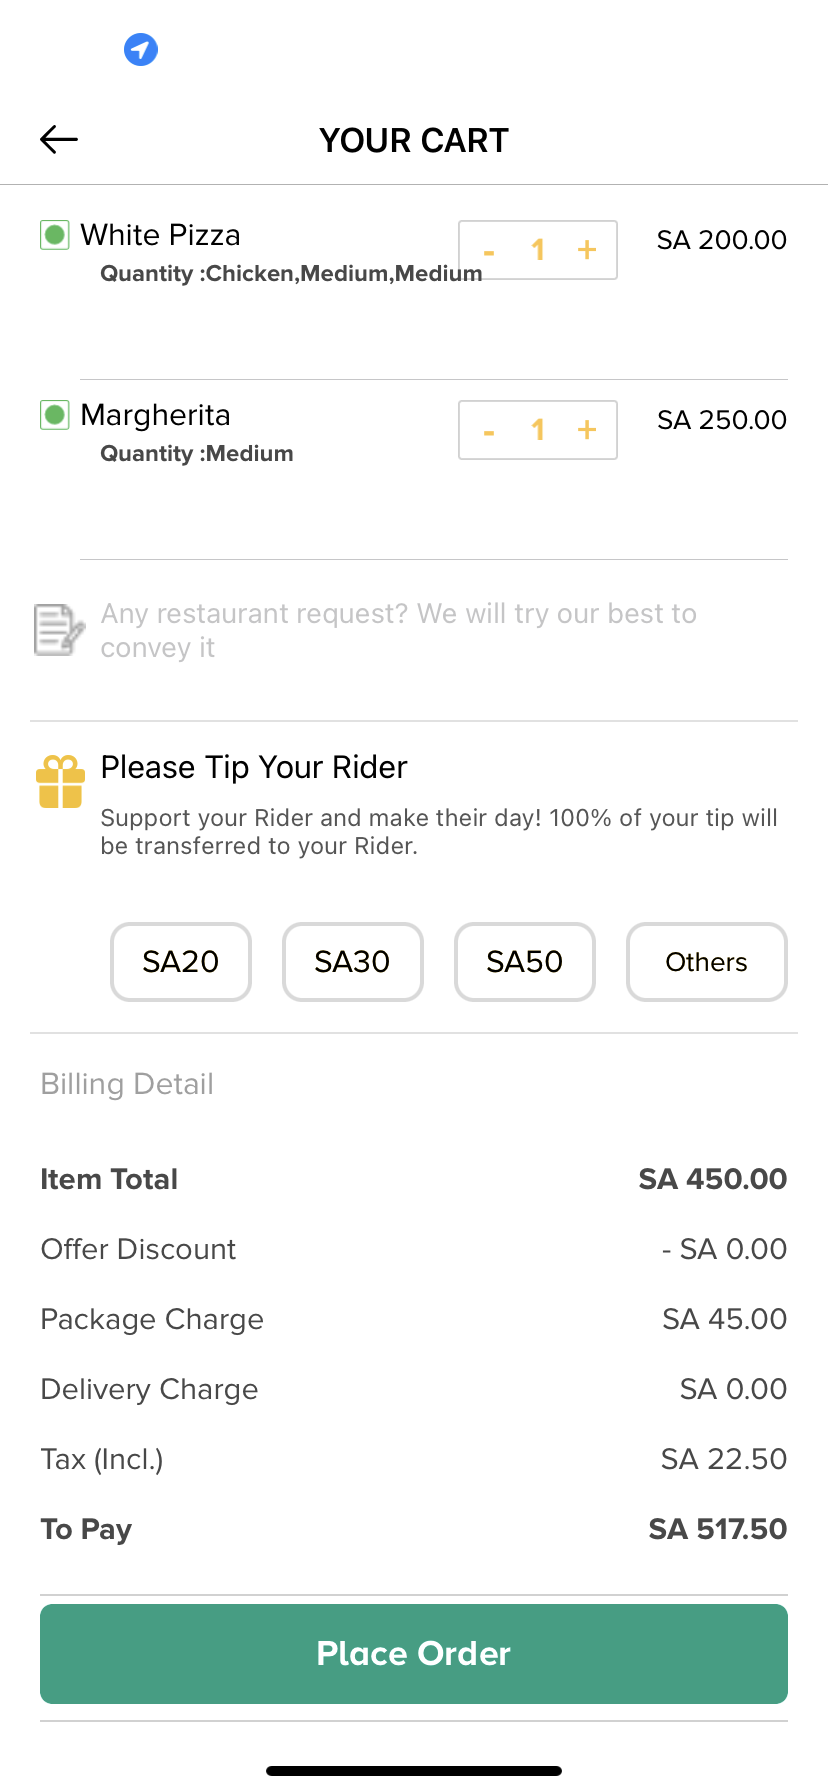 YOUR CART
White Pizza
- 1 +
SA 200.00
Quantity :Chicken,Medium,Medium
Margherita
- 1 +
SA 250.00
Quantity :Medium
Any restaurant request? We will try our best to
convey it
Please Tip Your Rider
Support your Rider and make their day! 100% of your tip will
be transferred to your Rider.
SA20 SA30 SA50 Others
Billing Detail
Item Total SA 450.00
Offer Discount - SA 0.00
Package Charge SA 45.00
Delivery Charge SA 0.00
Tax (Incl.) SA 22.50
To Pay SA 517.50
Place Order